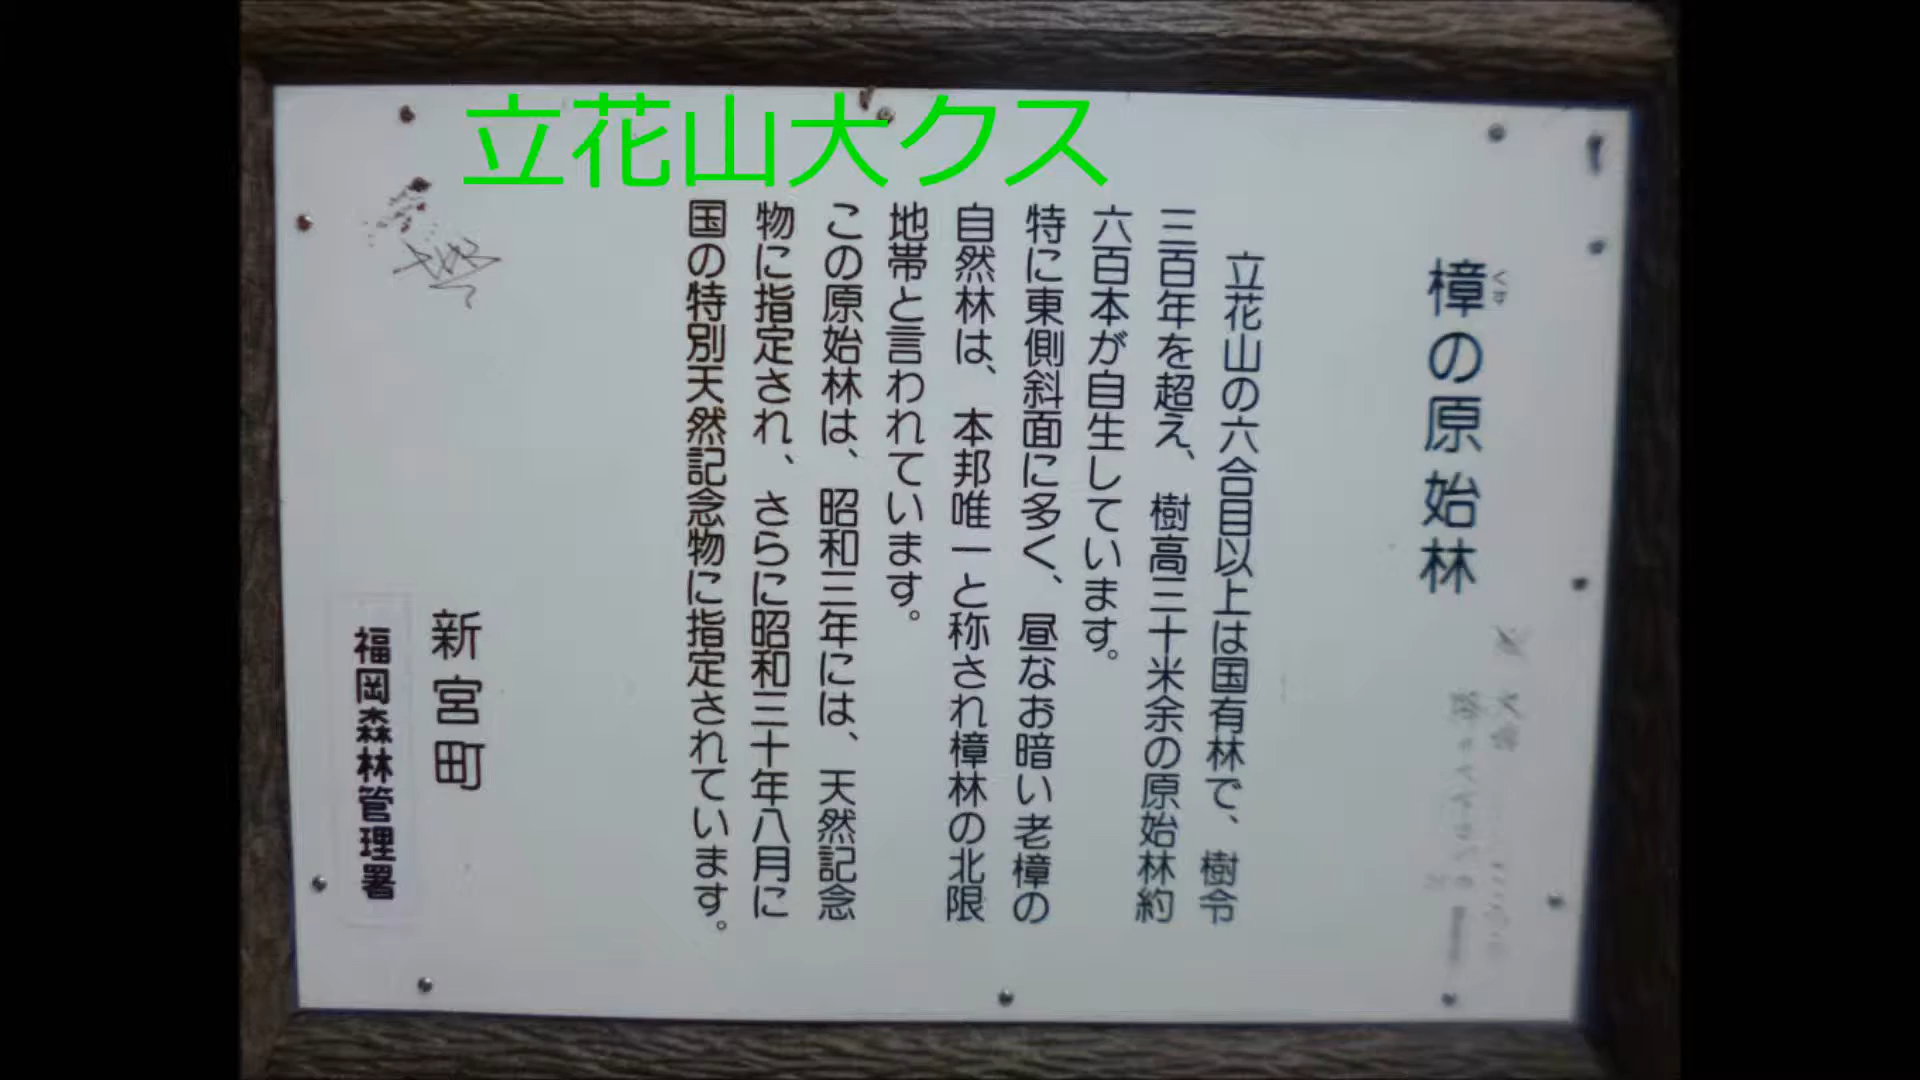 立花山大クス
くす
樟の原始林
立花山の六合目以上は国有林で、樹令
三百年を超え、樹高三十米余の原始林約
六百本が自生しています。
特に東側斜面に多く、昼なお暗い老樟の
自然林は、本邦唯一と称され樟林の北限
地帯と言われています。
この原始林は、昭和三年には、天然記念
物に指定され、さらに昭和三十年八月に
国の特別天然記念物に指定されています。
新宮町
福岡森林管理署